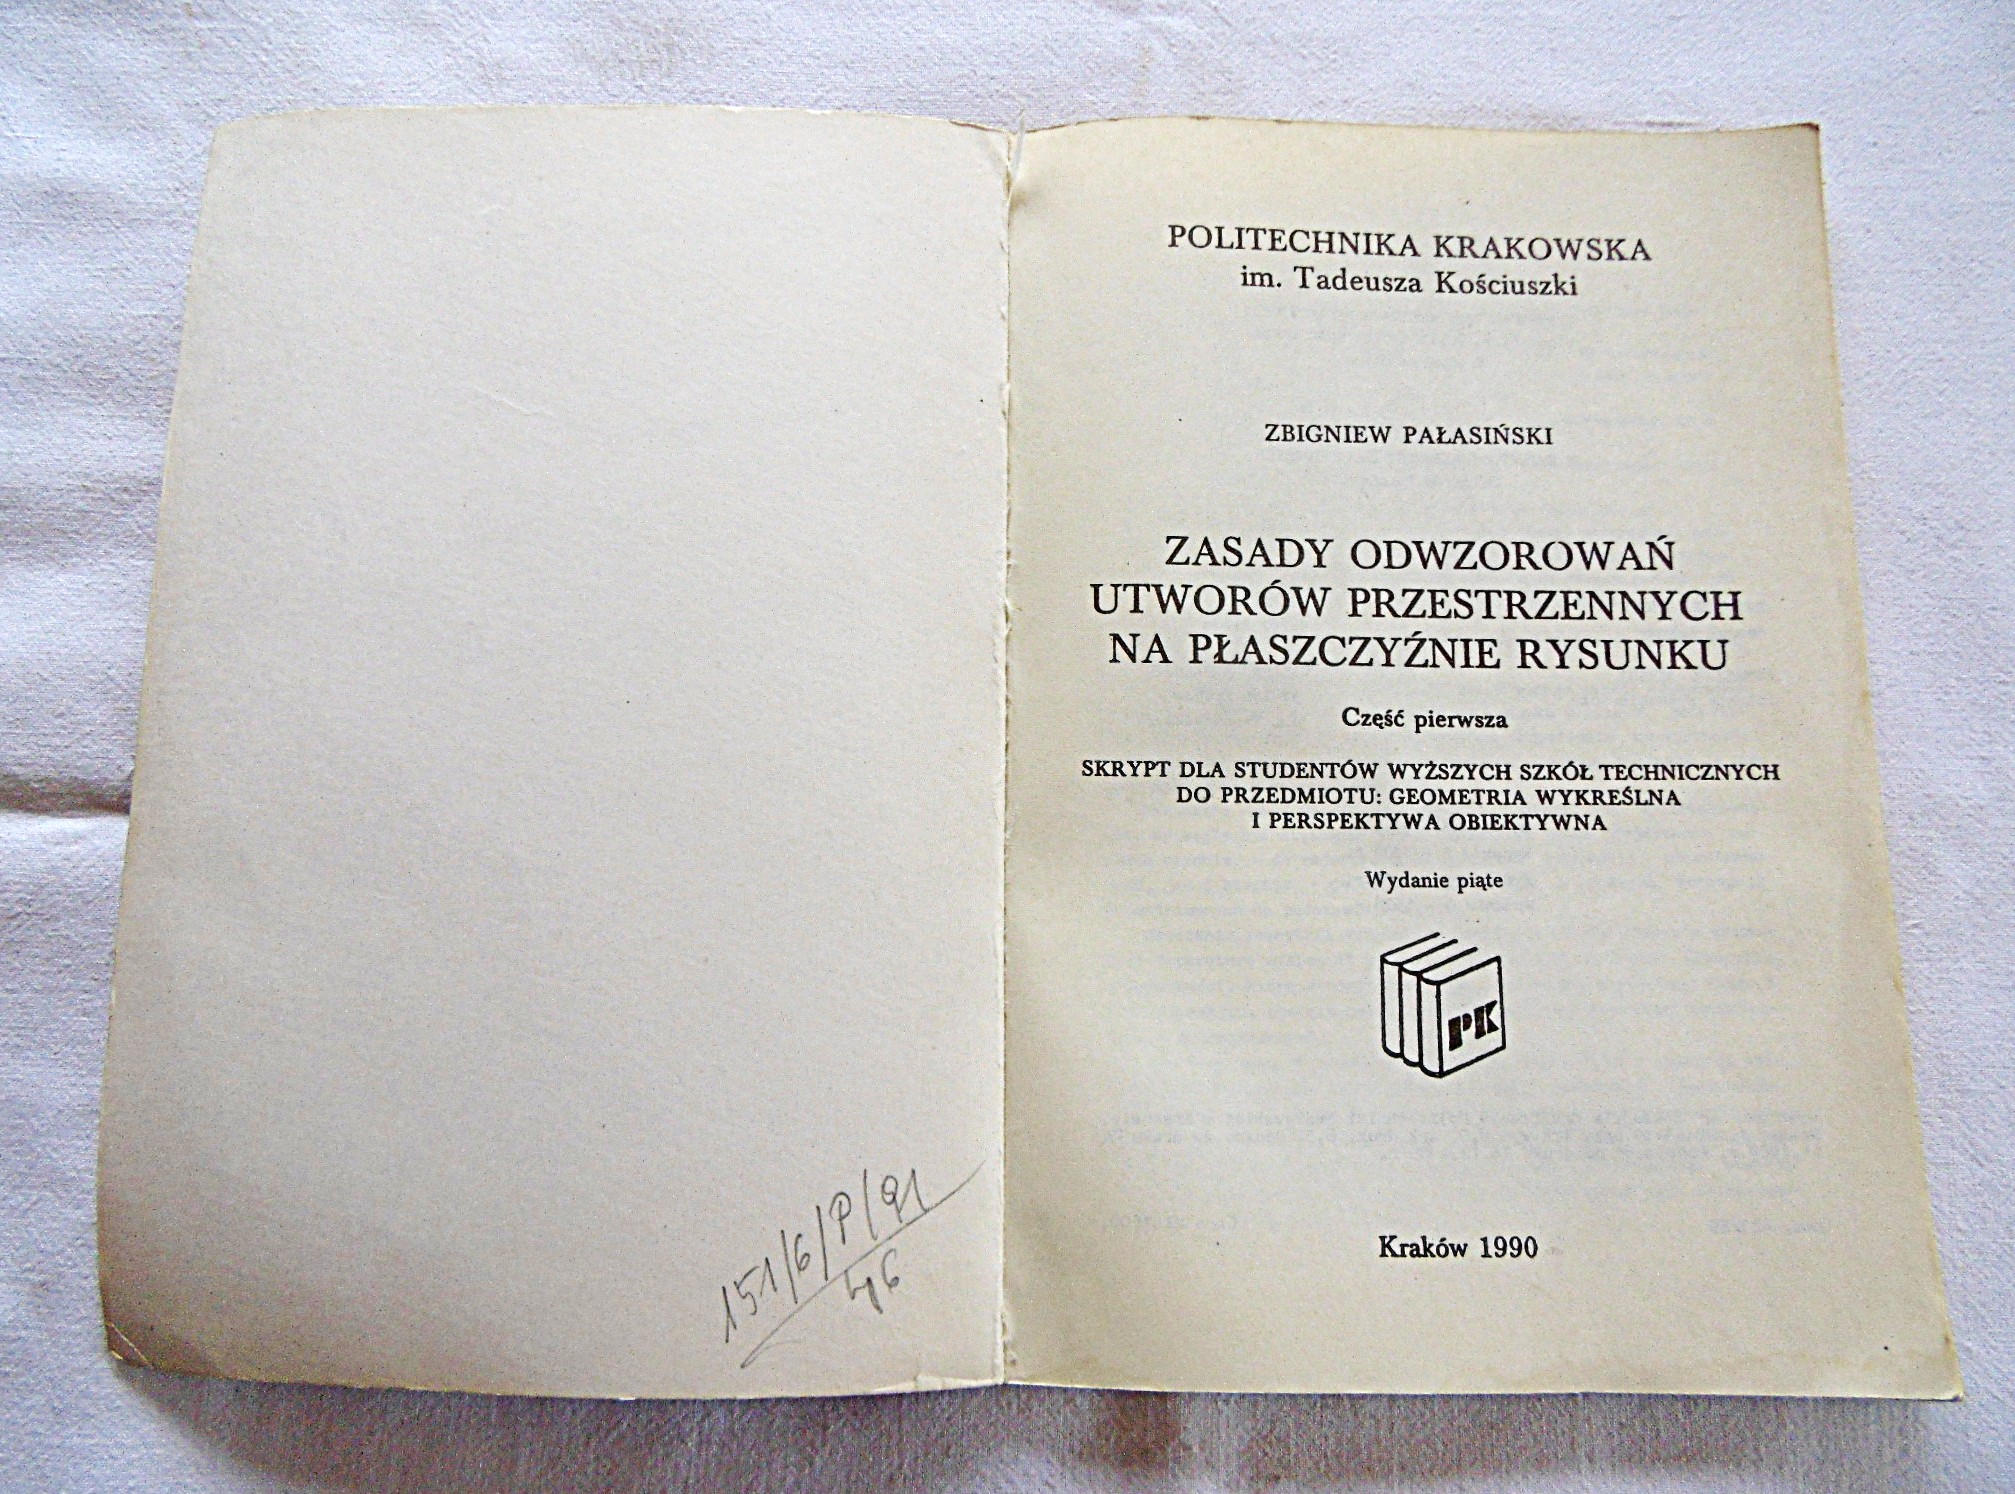 151/6/P/91
46
POLITECHNIKA KRAKOWSKA
im. Tadeusza Kościuszki
ZBIGNIEW PAŁASIŃSKI
ZASADY ODWZOROWAŃ
UTWORÓW PRZESTRZENNYCH
NA PŁASZCZYŹNIE RYSUNKU
Część pierwsza
SKRYPT DLA STUDENTÓW WYŻSZYCH SZKÓŁ TECHNICZNYCH
DO PRZEDMIOTU: GEOMETRIA WYKREŚLNA
I PERSPEKTYWA OBIEKTYWNA
Wydanie piąte
PK
Kraków 1990